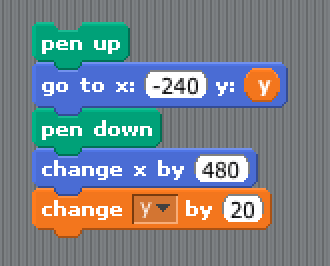 pen up
go to x: -240 y: y
pen down
change x by 480
change y by 20